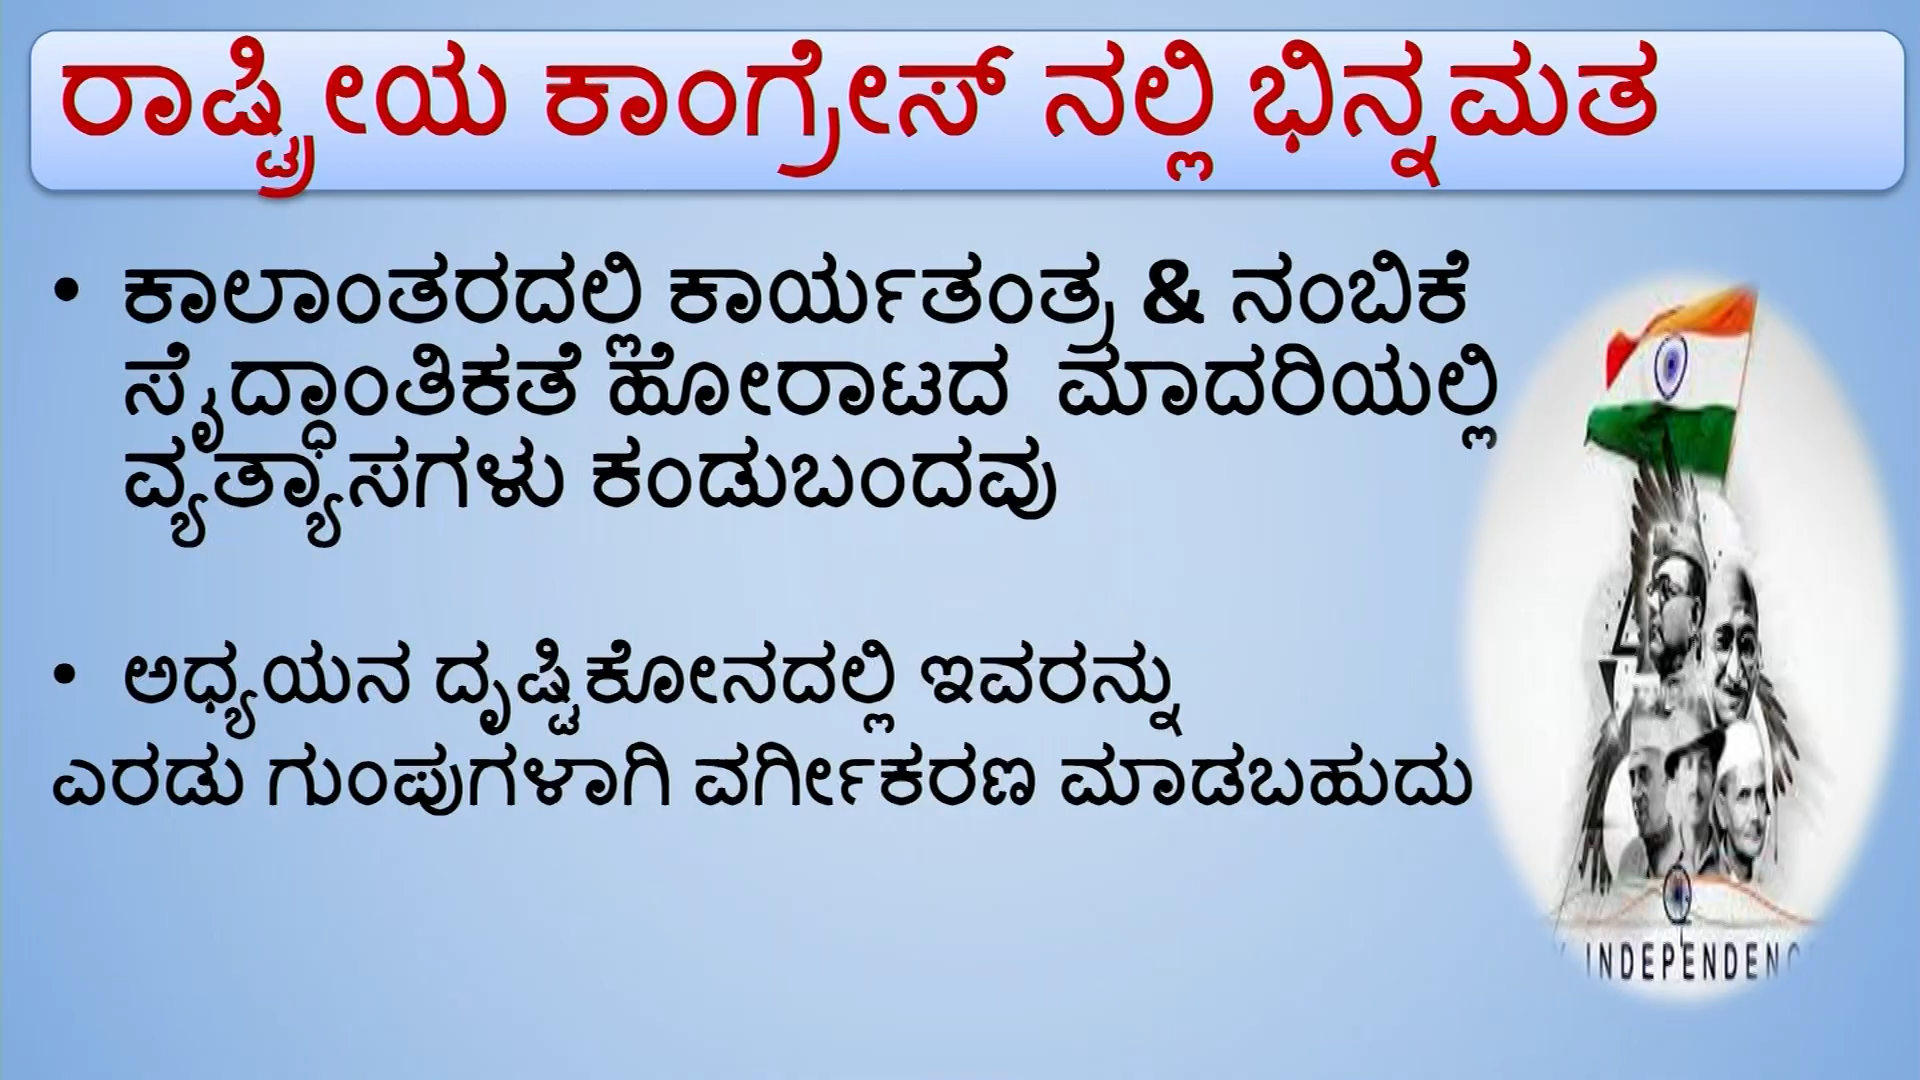 ರಾಷ್ಟ್ರೀಯ ಕಾಂಗ್ರೇಸ್ ನಲ್ಲಿ ಭಿನ್ನಮತ
• ಕಾಲಾಂತರದಲ್ಲಿ ಕಾರ್ಯತಂತ್ರ & ನಂಬಿಕೆ
ಸೈದ್ಧಾಂತಿಕತೆ ಹೋರಾಟದ ಮಾದರಿಯಲ್ಲಿ
ವ್ಯತ್ಯಾಸಗಳು ಕಂಡುಬಂದವು
• ಅಧ್ಯಯನ ದೃಷ್ಟಿಕೋನದಲ್ಲಿ ಇವರನ್ನು
ಎರಡು ಗುಂಪುಗಳಾಗಿ ವರ್ಗೀಕರಣ ಮಾಡಬಹುದು
INDEPENDENC